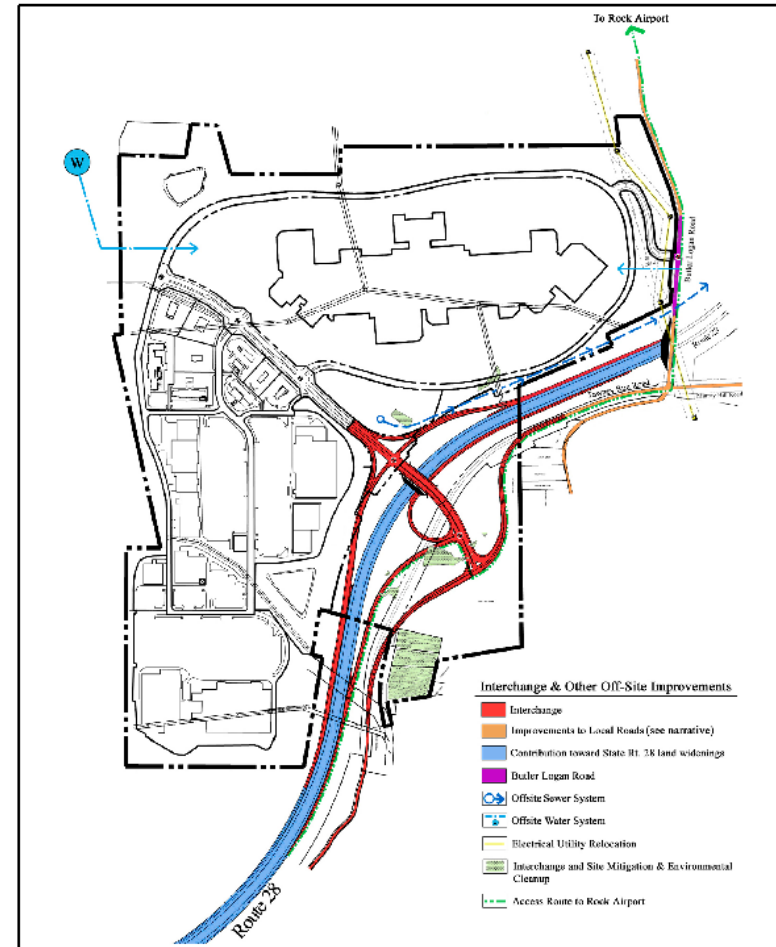 To Rock Airport
W
Butler Logan Road
Route 28
Interchange & Other Off-Site Improvements
Interchange
Improvements to Local Roads (see narrative)
Contribution toward State Rt. 28 land widenings
Butler Logan Road
Offsite Sewer System
Offsite Water System
Electrical Utility Relocation
Interchange and Site Mitigation & Environmental
Cleanup
Access Route to Rock Airport
Route 28